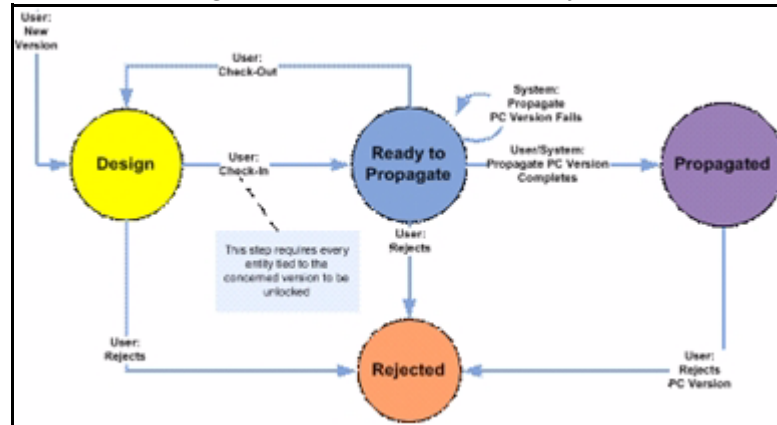 User:
New
Version
User:
Check-Out
System:
Propagate
PC Version Fails
Design
User:
Check-In
Ready to
Propagate
User/System:
Propagate PC Version
Completes
Propagated
This step requires every
entity tied to the
concerned version to be
unlocked
User:
Rejects
User:
Rejects
Rejected
User:
Rejects
PC Version